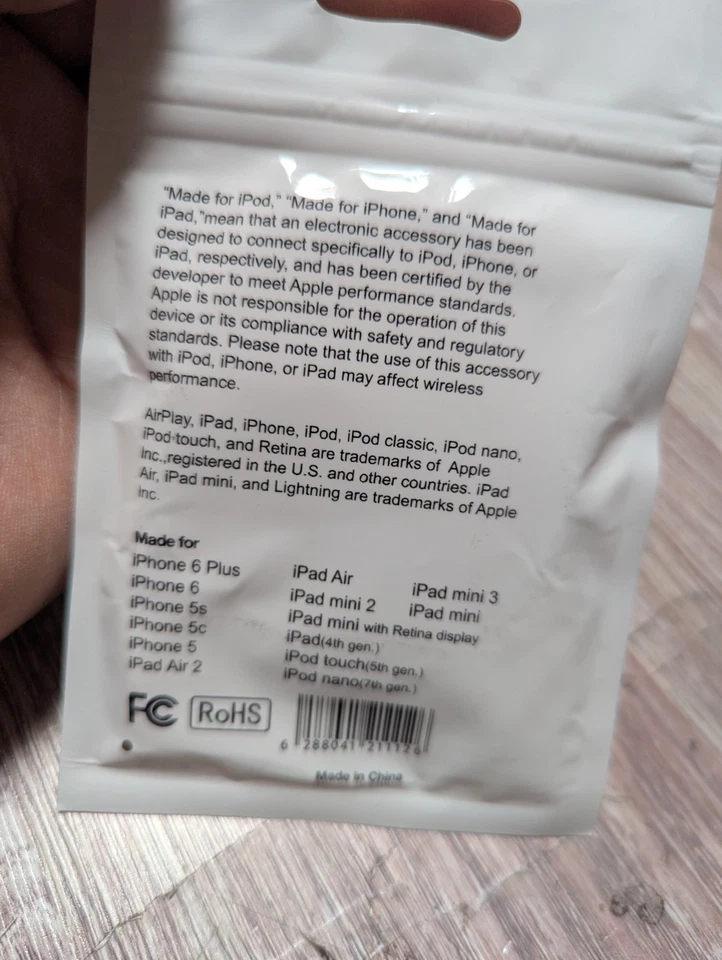 "Made for iPod," "Made for iPhone," and "Made for
iPad,"mean that an electronic accessory has been
designed to connect specifically to iPod, iPhone, or
iPad, respectively, and has been certified by the
developer to meet Apple performance standards.
Apple is not responsible for the operation of this
device or its compliance with safety and regulatory
standards. Please note that the use of this accessory
with iPod, iPhone, or iPad may affect wireless
performance.
AirPlay, iPad, iPhone, iPod, iPod classic, iPod nano,
iPod touch, and Retina are trademarks of Apple
Inc.,registered in the U.S. and other countries. iPad
Air, iPad mini, and Lightning are trademarks of Apple
Inc.
Made for
iPhone 6 Plus
iPhone 6
iPhone 5s
iPhone 5c
iPhone 5
iPad Air 2
iPad Air
iPad mini 3
iPad mini 2
iPad mini
iPad mini with Retina display
iPad(4th gen.)
iPod touch(5th gen.)
iPod nano(7th gen.)
FC RoHS
6 288041 211126
Made in China